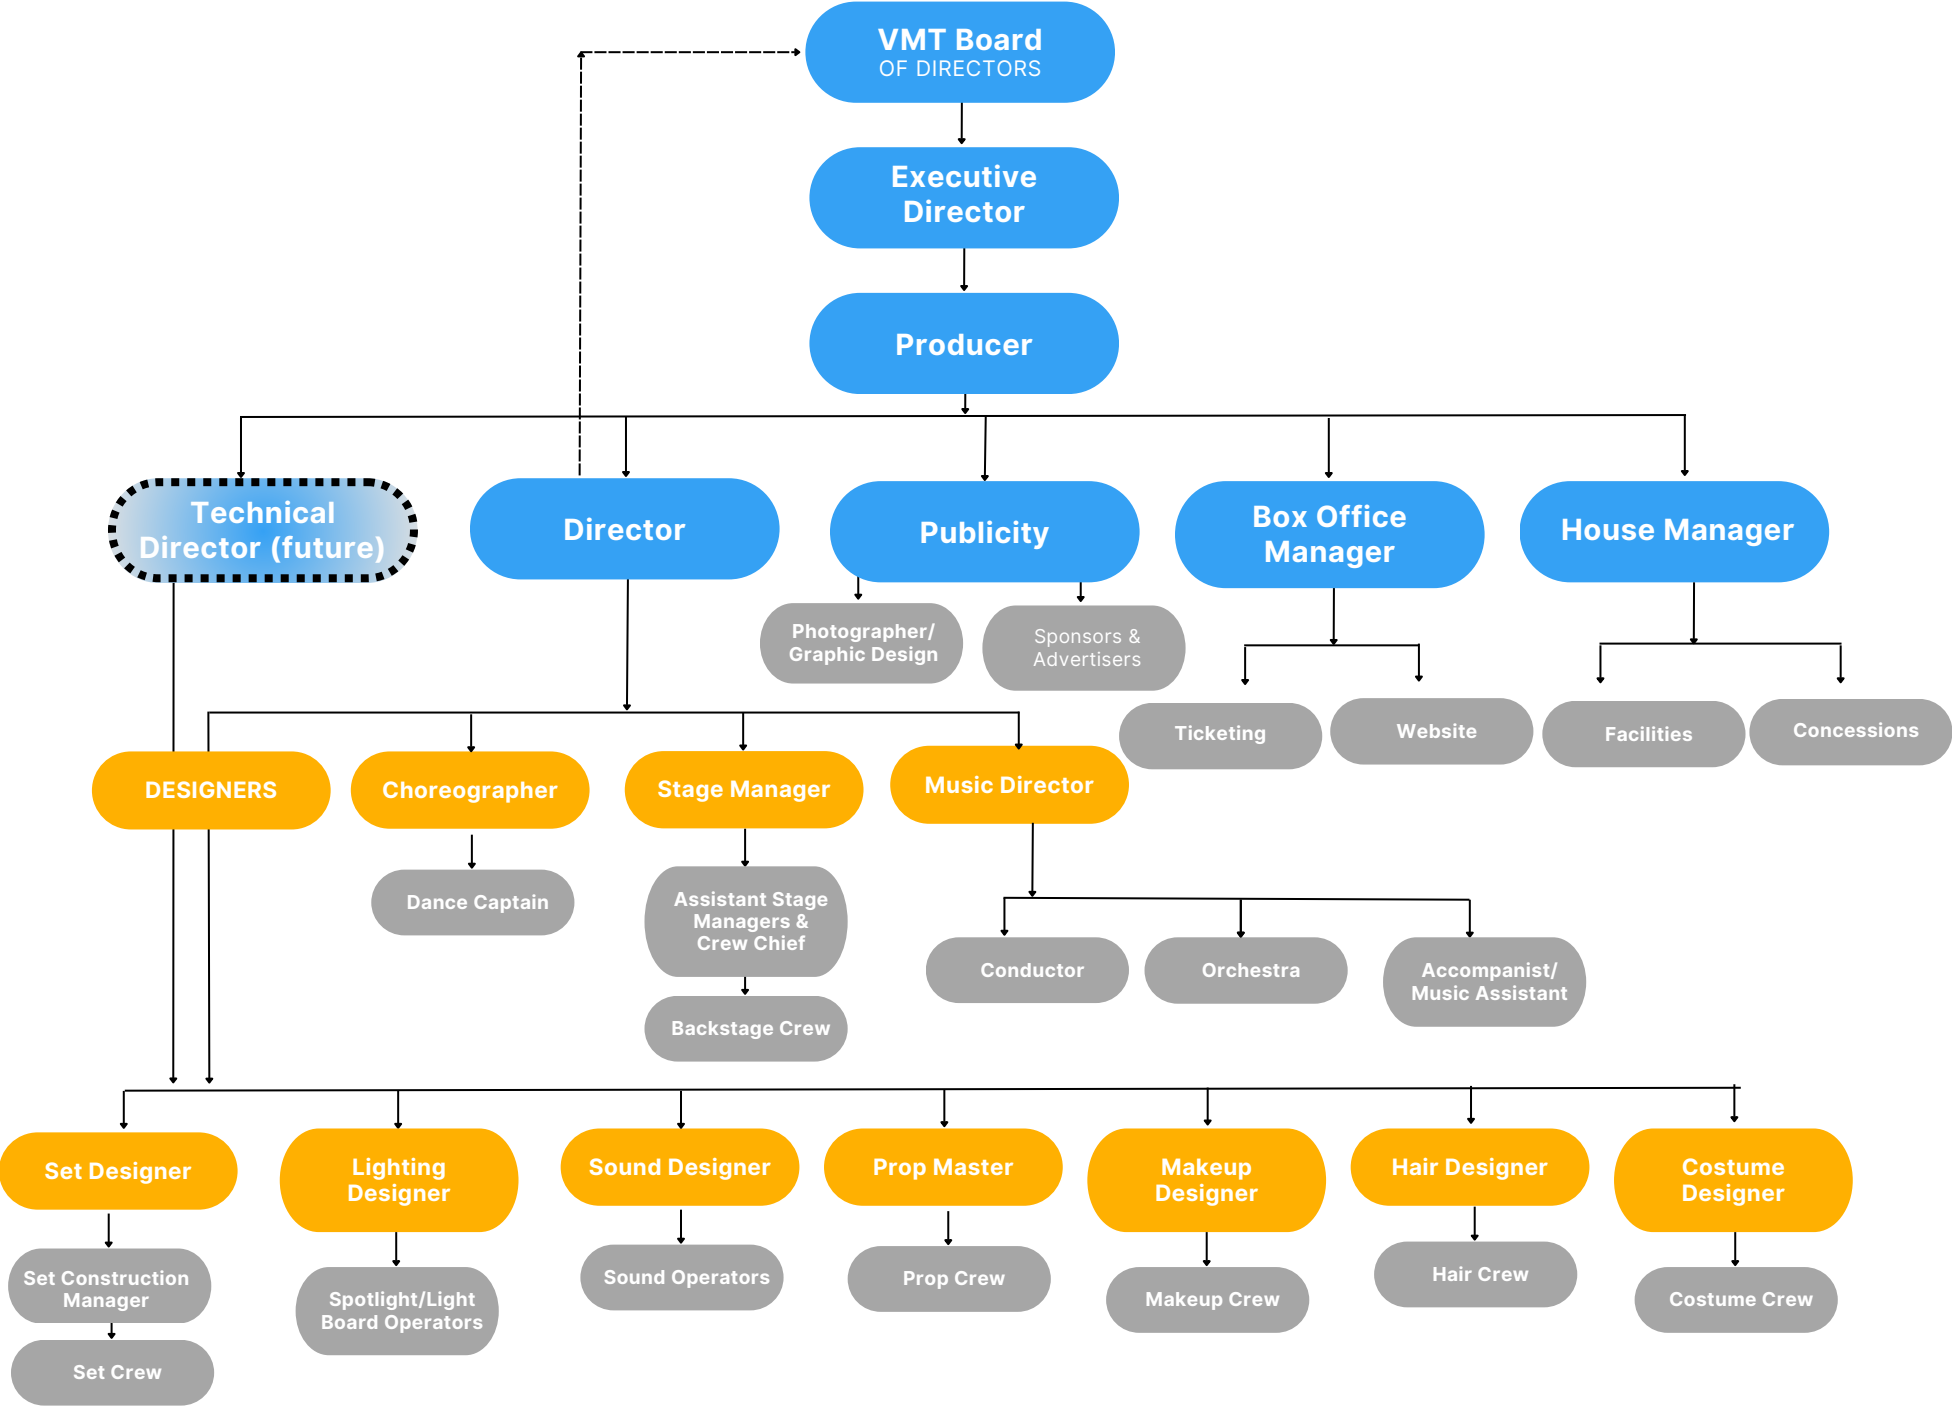 VMT Board
OF DIRECTORS
Executive
Director
Producer
Technical
Director (future)
Director
Publicity
Box Office
Manager
House Manager
Photographer/
Graphic Design
Sponsors &
Advertisers
Ticketing
Website
Facilities
Concessions
DESIGNERS
Choreographer
Stage Manager
Music Director
Dance Captain
Assistant Stage
Managers &
Crew Chief
Backstage Crew
Conductor
Orchestra
Accompanist/
Music Assistant
Set Designer
Lighting
Designer
Sound Designer
Prop Master
Makeup
Designer
Hair Designer
Costume
Designer
Set Construction
Manager
Spotlight/Light
Board Operators
Sound Operators
Prop Crew
Makeup Crew
Hair Crew
Costume Crew
Set Crew